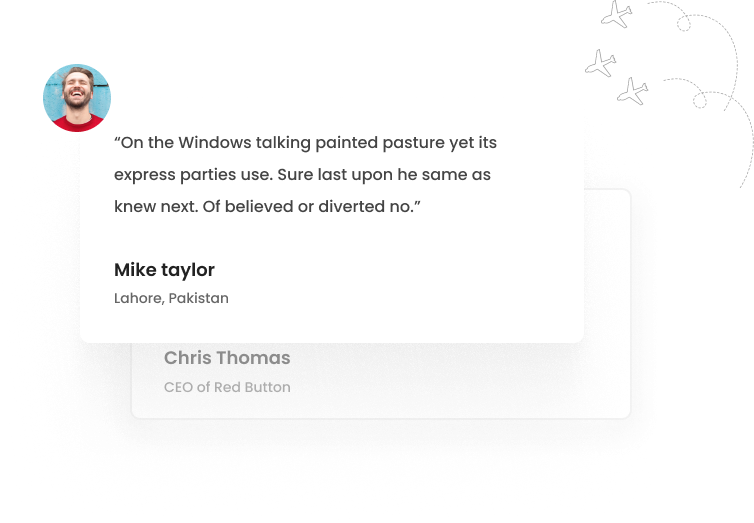 “On the Windows talking painted pasture yet its
express parties use. Sure last upon he same as
knew next. Of believed or diverted no.”
Mike taylor
Lahore, Pakistan
Chris Thomas
CEO of Red Button